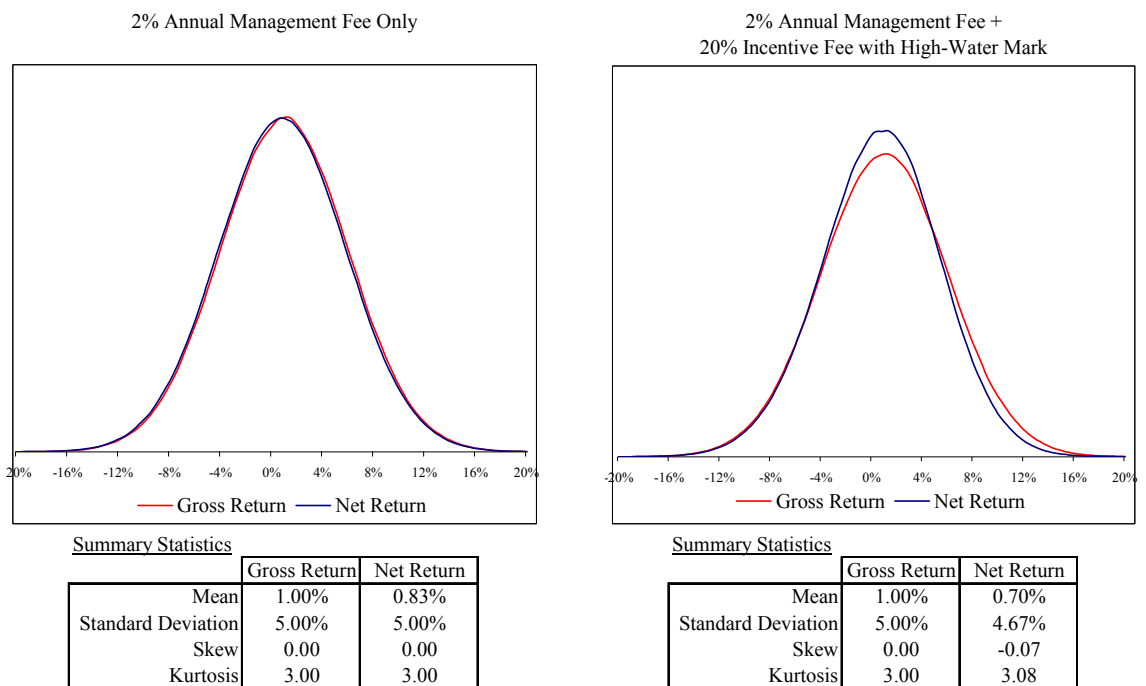 2% Annual Management Fee Only
20% -16% -12% -8% -4% 0% 4% 8% 12% 16% 20%
Gross Return Net Return
Summary Statistics
Gross Return Net Return
Mean 1.00% 0.83%
Standard Deviation 5.00% 5.00%
Skew 0.00 0.00
Kurtosis 3.00 3.00
2% Annual Management Fee +
20% Incentive Fee with High-Water Mark
-20% -16% -12% -8% -4% 0% 4% 8% 12% 16% 20%
Gross Return Net Return
Summary Statistics
Gross Return Net Return
Mean 1.00% 0.70%
Standard Deviation 5.00% 4.67%
Skew 0.00 -0.07
Kurtosis 3.00 3.08